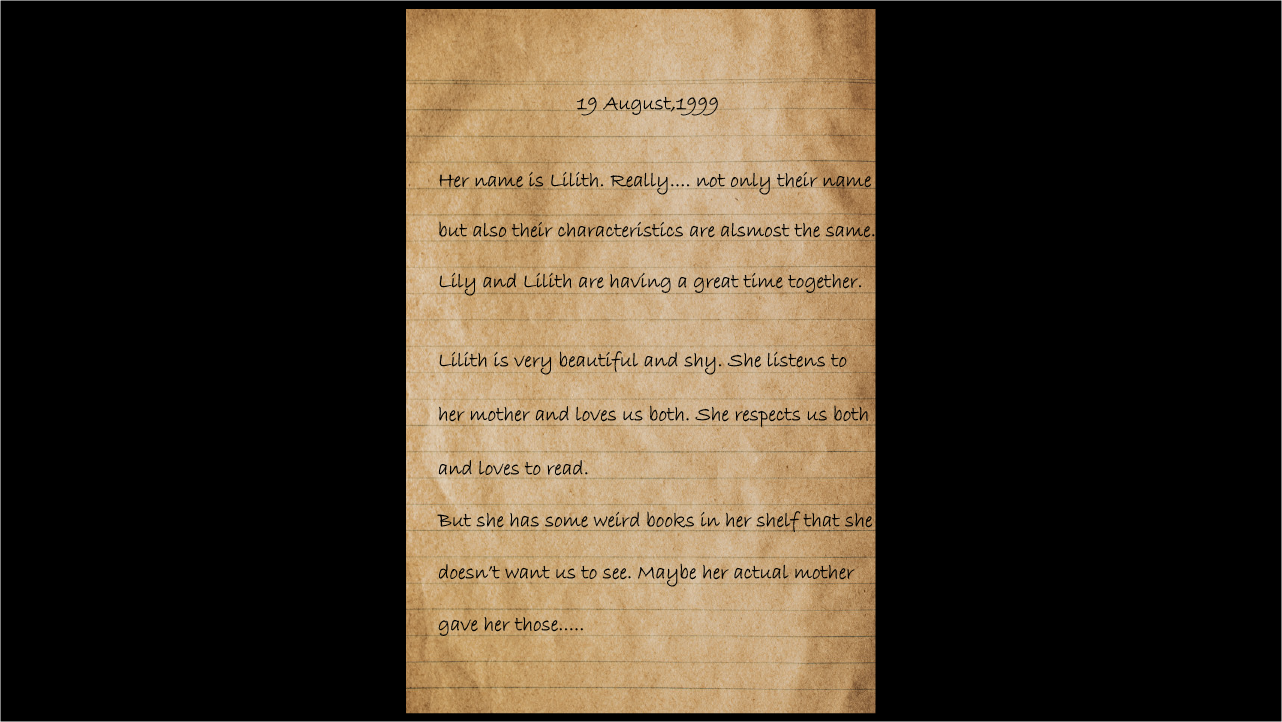 19 August,1999
Her name is Lilith. Really.... not only their name
but also their characteristics are alsmost the same.
Lily and Lilith are having a great time together.
Lilith is very beautiful and shy. She listens to
her mother and loves us both. She respects us both
and loves to read.
But she has some weird books in her shelf that she
doesn't want us to see. Maybe her actual mother
gave her those.....